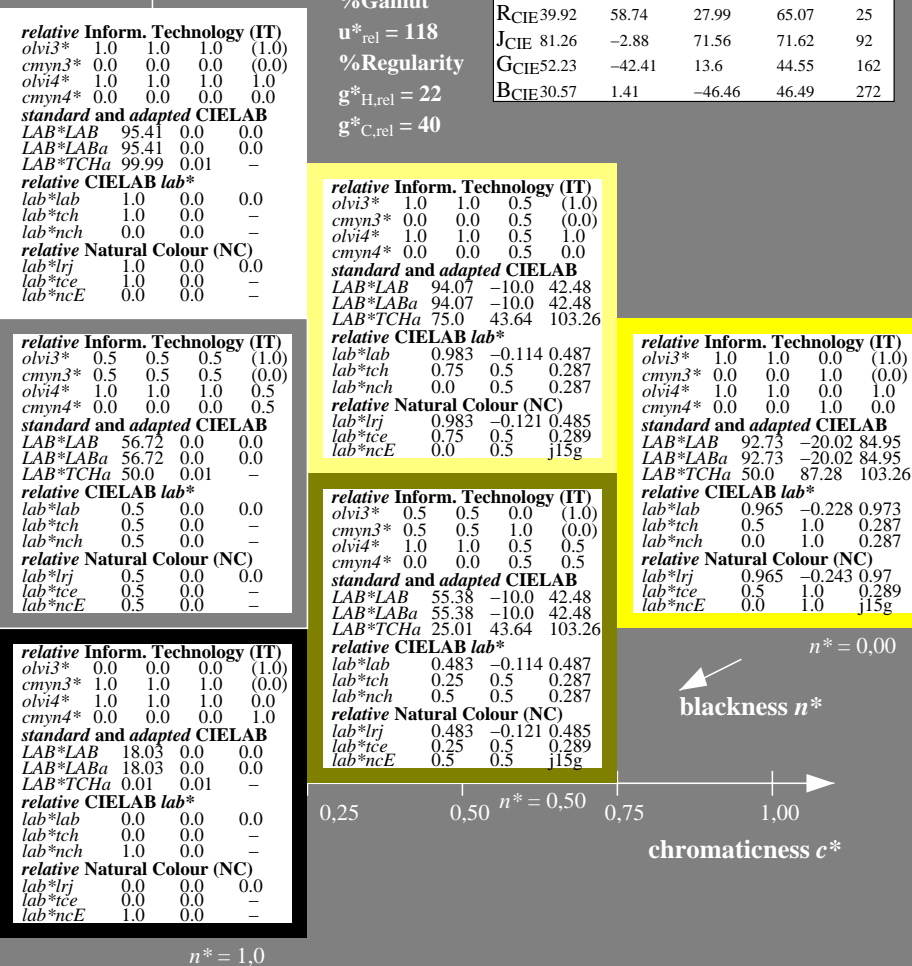 %Gamut
u*rel = 118
%Regularity
g*H,rel = 22
g*C,rel = 40
RCIE 39.92 58.74 27.99 65.07 25
JCIE 81.26 −2.88 71.56 71.62 92
GCIE 52.23 −42.41 13.6 44.55 162
BCIE 30.57 1.41 −46.46 46.49 272
relative Inform. Technology (IT)
olvi3* 1.0 1.0 1.0 (1.0)
cmyn3* 0.0 0.0 0.0 (0.0)
olvi4* 1.0 1.0 1.0 1.0
cmyn4* 0.0 0.0 0.0 0.0
standard and adapted CIELAB
LAB*LAB 95.41 0.0 0.0
LAB*LABa 95.41 0.0 0.0
LAB*TCHa 99.99 0.01 –
relative CIELAB lab*
lab*lab 1.0 0.0 0.0
lab*tch 1.0 0.0 –
lab*nch 0.0 0.0 –
relative Natural Colour (NC)
lab*lrj 1.0 0.0 0.0
lab*tce 1.0 0.0 –
lab*ncE 0.0 0.0 –
relative Inform. Technology (IT)
olvi3* 1.0 1.0 0.5 (1.0)
cmyn3* 0.0 0.0 0.5 (0.0)
olvi4* 1.0 1.0 0.5 1.0
cmyn4* 0.0 0.0 0.5 0.0
standard and adapted CIELAB
LAB*LAB 94.07 −10.0 42.48
LAB*LABa 94.07 −10.0 42.48
LAB*TCHa 75.0 43.64 103.26
relative CIELAB lab*
lab*lab 0.983 −0.114 0.487
lab*tch 0.75 0.5 0.287
lab*nch 0.0 0.5 0.287
relative Natural Colour (NC)
lab*lrj 0.983 −0.121 0.485
lab*tce 0.75 0.5 0.289
lab*ncE 0.0 0.5 j15g
relative Inform. Technology (IT)
olvi3* 0.5 0.5 0.5 (1.0)
cmyn3* 0.5 0.5 0.5 (0.0)
olvi4* 1.0 1.0 1.0 0.5
cmyn4* 0.0 0.0 0.0 0.5
standard and adapted CIELAB
LAB*LAB 56.72 0.0 0.0
LAB*LABa 56.72 0.0 0.0
LAB*TCHa 50.0 0.01 –
relative CIELAB lab*
lab*lab 0.5 0.0 0.0
lab*tch 0.5 0.0 –
lab*nch 0.5 0.0 –
relative Natural Colour (NC)
lab*lrj 0.5 0.0 0.0
lab*tce 0.5 0.0 –
lab*ncE 0.5 0.0 –
relative Inform. Technology (IT)
olvi3* 1.0 1.0 0.0 (1.0)
cmyn3* 0.0 0.0 1.0 (0.0)
olvi4* 1.0 1.0 0.0 1.0
cmyn4* 0.0 0.0 1.0 0.0
standard and adapted CIELAB
LAB*LAB 92.73 −20.02 84.95
LAB*LABa 92.73 −20.02 84.95
LAB*TCHa 50.0 87.28 103.26
relative CIELAB lab*
lab*lab 0.965 −0.228 0.973
lab*tch 0.5 1.0 0.287
lab*nch 0.0 1.0 0.287
relative Natural Colour (NC)
lab*lrj 0.965 −0.243 0.97
lab*tce 0.5 1.0 0.289
lab*ncE 0.0 1.0 j15g
n* = 0,00
relative Inform. Technology (IT)
olvi3* 0.5 0.5 0.0 (1.0)
cmyn3* 0.5 0.5 1.0 (0.0)
olvi4* 1.0 1.0 0.5 0.5
cmyn4* 0.0 0.0 0.5 0.5
standard and adapted CIELAB
LAB*LAB 55.38 −10.0 42.48
LAB*LABa 55.38 −10.0 42.48
LAB*TCHa 25.01 43.64 103.26
relative CIELAB lab*
lab*lab 0.483 −0.114 0.487
lab*tch 0.25 0.5 0.287
lab*nch 0.5 0.5 0.287
relative Natural Colour (NC)
lab*lrj 0.483 −0.121 0.485
lab*tce 0.25 0.5 0.289
lab*ncE 0.5 0.5 j15g
blackness n*
relative Inform. Technology (IT)
olvi3* 0.0 0.0 0.0 (1.0)
cmyn3* 1.0 1.0 1.0 (0.0)
olvi4* 1.0 1.0 1.0 0.0
cmyn4* 0.0 0.0 0.0 1.0
standard and adapted CIELAB
LAB*LAB 18.03 0.0 0.0
LAB*LABa 18.03 0.0 0.0
LAB*TCHa 0.01 0.01 –
relative CIELAB lab*
lab*lab 0.0 0.0 0.0
lab*tch 0.0 0.0 –
lab*nch 1.0 0.0 –
relative Natural Colour (NC)
lab*lrj 0.0 0.0 0.0
lab*tce 0.0 0.0 –
lab*ncE 1.0 0.0 –
0,25 0,50 n* = 0,50 0,75 1,00
chromaticness c*
n* = 1,0